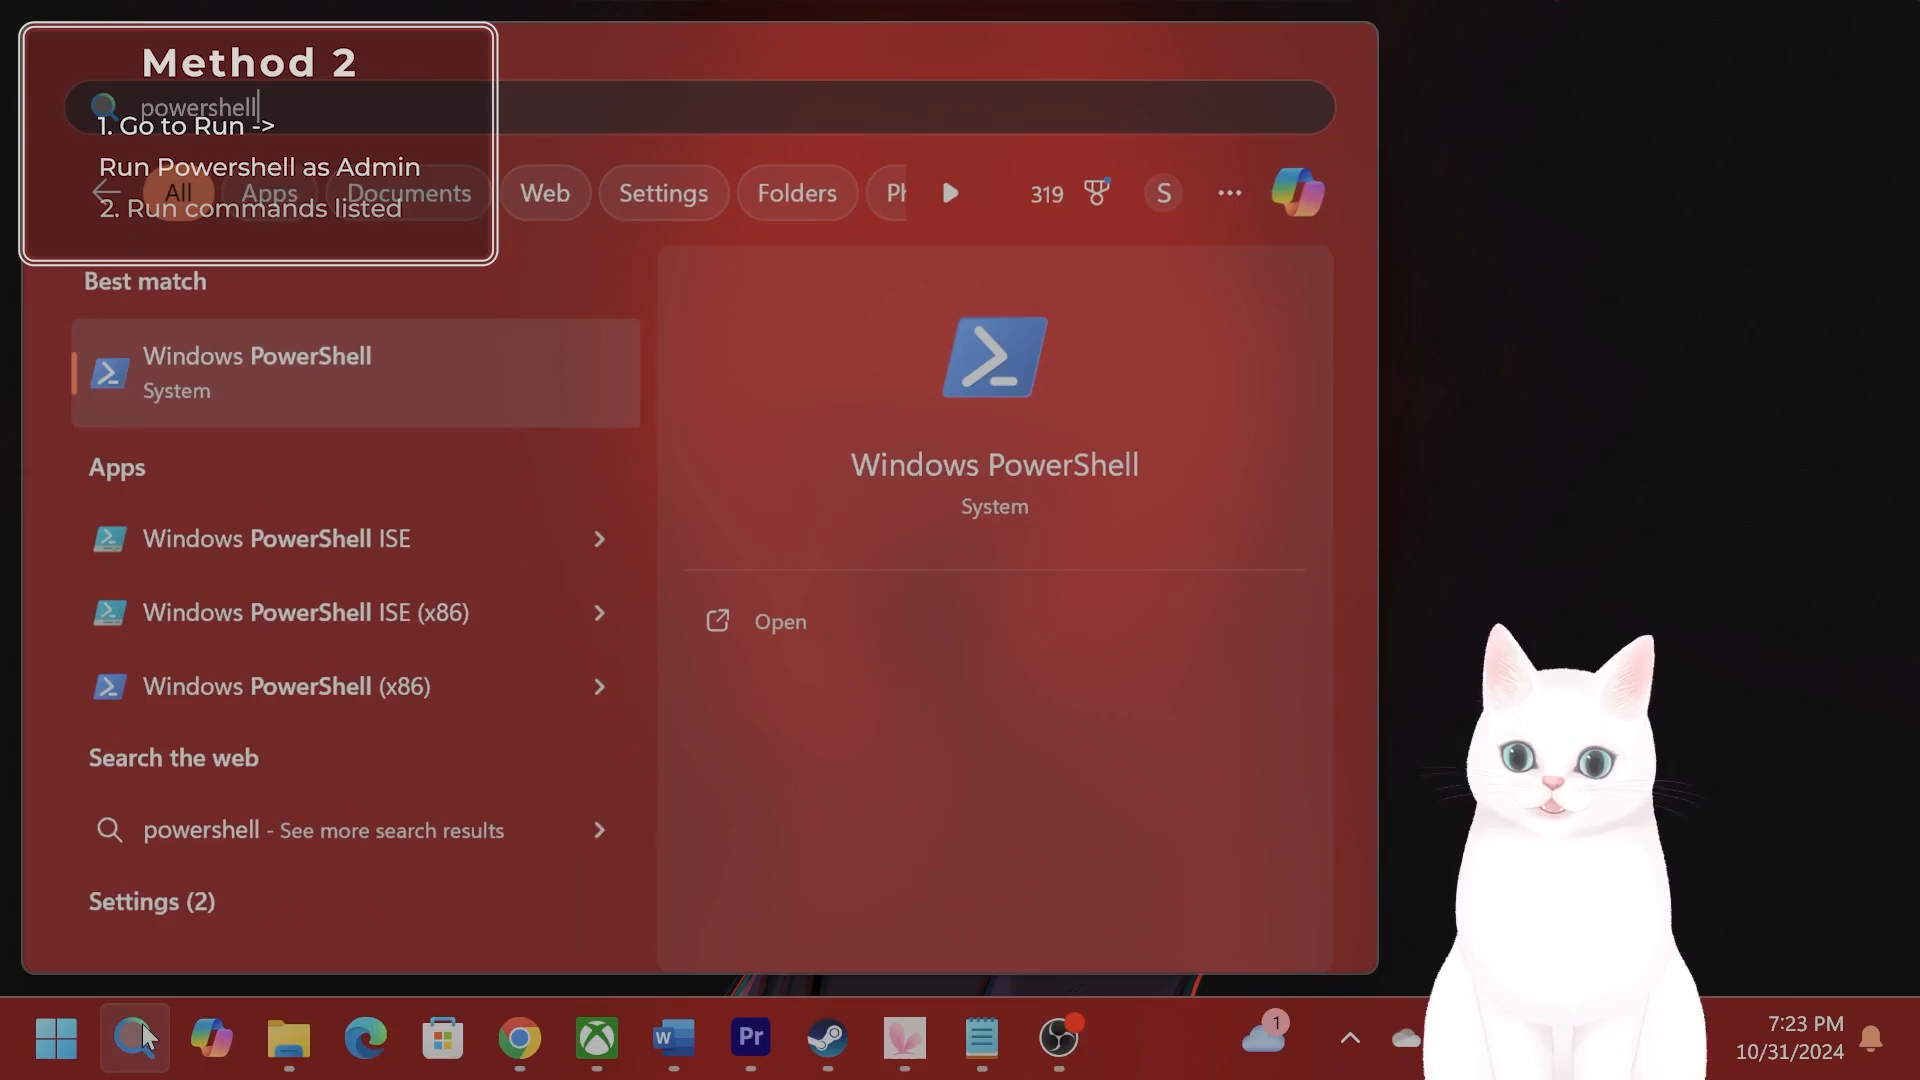 Method 2
powershell
1. Go to Run ->
Run Powershell as Admin
2. Run commands listed
All
Apps
Documents
Web
Settings
Folders
319
S
Best match
Windows PowerShell
System
Apps
Windows PowerShell ISE
Windows PowerShell ISE (x86)
Windows PowerShell (x86)
Search the web
powershell - See more search results
Settings (2)
Windows PowerShell
System
Open
W
Pr
1
7:23 PM
10/31/2024